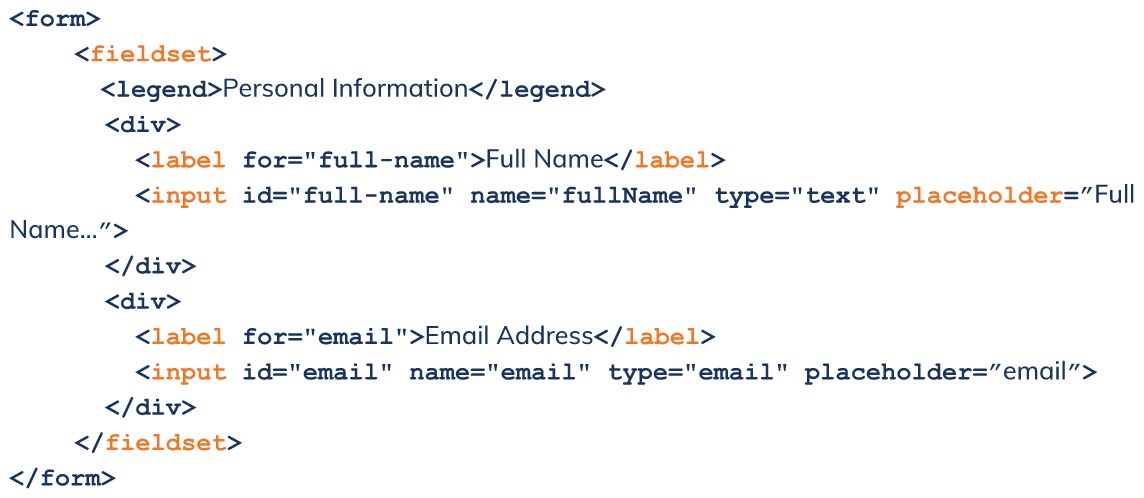 <form>
<fieldset>
<legend>Personal Information</legend>
<div>
<label for="full-name">Full Name</label>
<input id="full-name" name="fullName" type="text" placeholder=”Full
Name...”>
</div>
<div>
<label for="email">Email Address</label>
<input id="email" name="email" type="email" placeholder=”email”>
</div>
</fieldset>
</form>